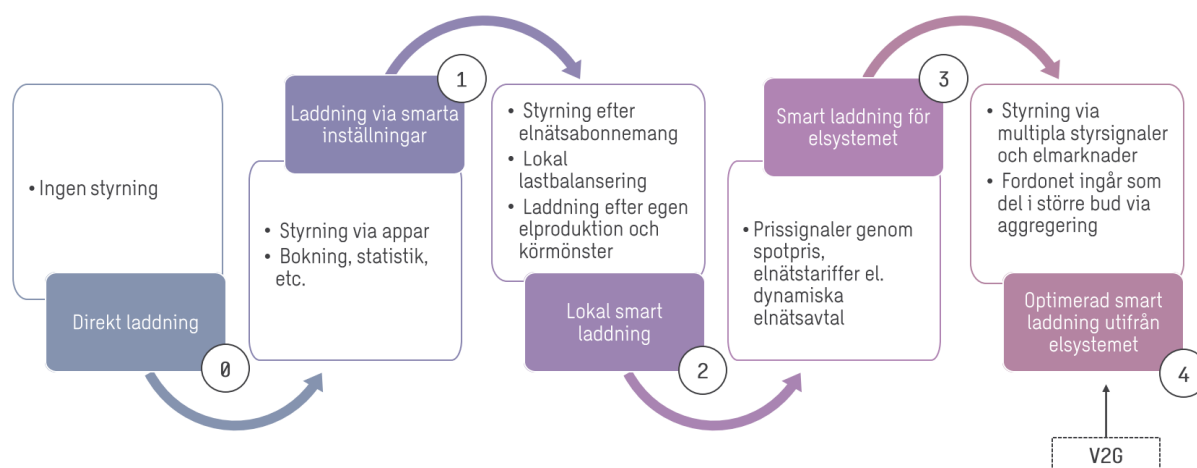 • Ingen styrning
Direkt laddning
0
Laddning via smarta
inställningar
1
• Styrning via appar
• Bokning, statistik,
etc.
• Styrning efter
elnätsabonnemang
• Lokal
lastbalansering
• Laddning efter egen
elproduktion och
körmönster
Lokal smart
laddning
2
Smart laddning för
elsystemet
3
• Prissignaler genom
spotpris,
elnätstariffer el.
dynamiska
elnätsavtal
• Styrning via
multipla styrsignaler
och elmarknader
• Fordonet ingår som
del i större bud via
aggregering
Optimerad smart
laddning utifrån
elsystemet
4
V2G